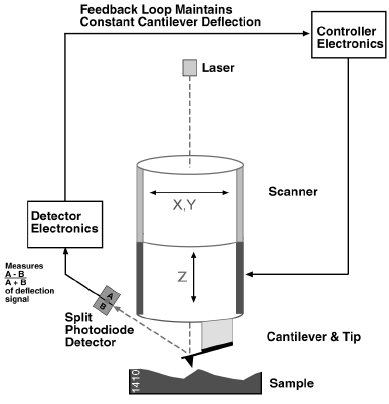 Feedback Loop Maintains
Constant Cantilever Deflection
Controller
Electronics
Laser
X,Y
Scanner
Detector
Electronics
Z
Measures
A - B
A + B
of deflection
signal
A
B
Split
Photodiode
Detector
Cantilever & Tip
1410
Sample